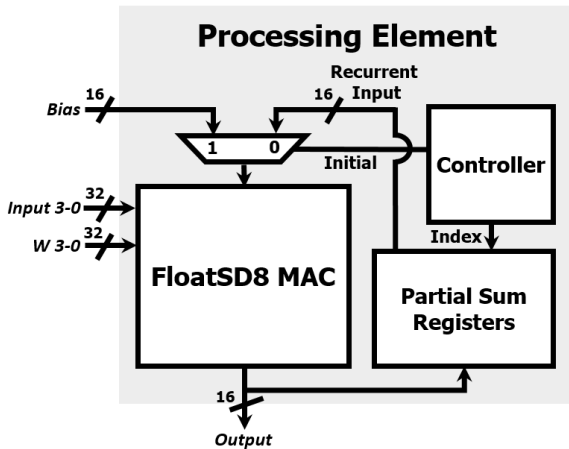 Processing Element
Recurrent
Input
16
16
Bias
1
0
Initial
Controller
32
Input 3-0
32
W 3-0
Index
FloatSD8 MAC
Partial Sum
Registers
16
Output